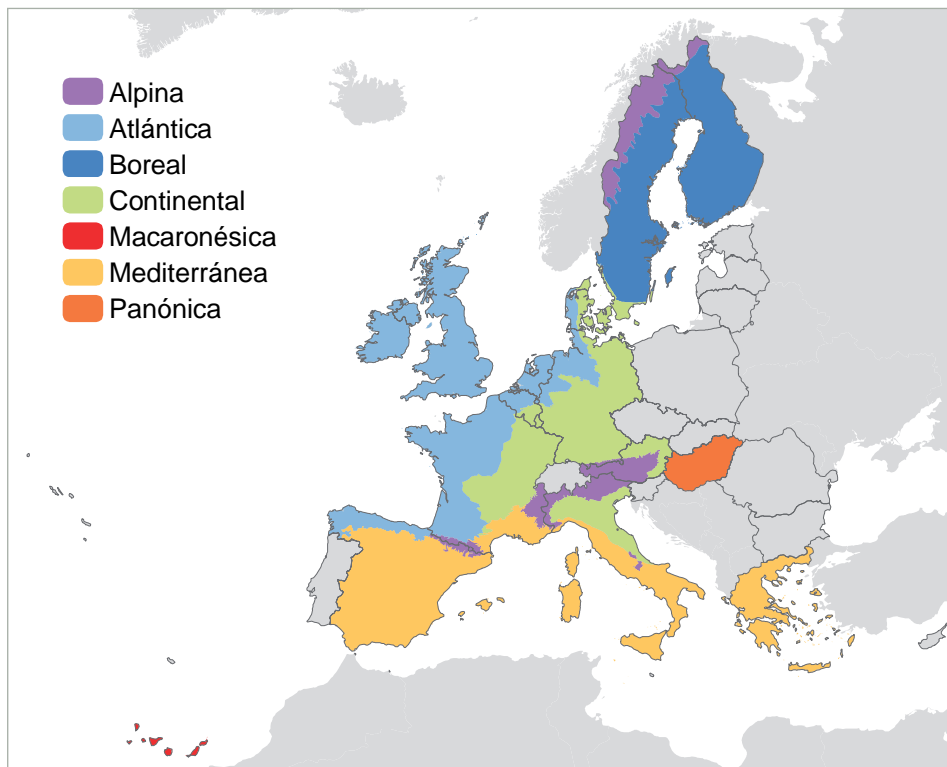 Alpina
Atlántica
Boreal
Continental
Macaronésica
Mediterránea
Panónica